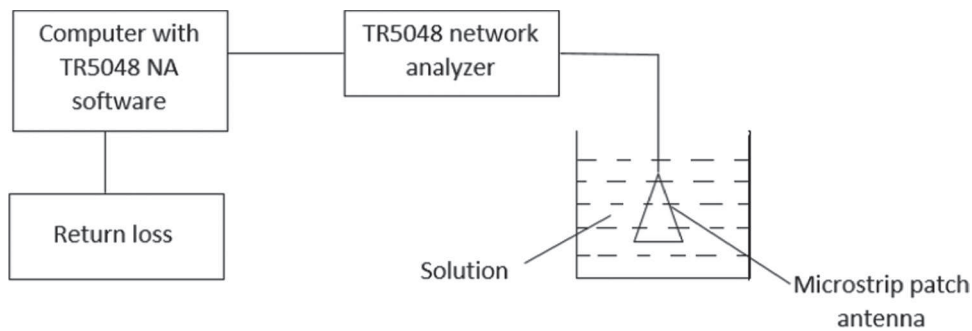 Computer with
TR5048 NA
software
TR5048 network
analyzer
Return loss
Solution
Microstrip patch
antenna